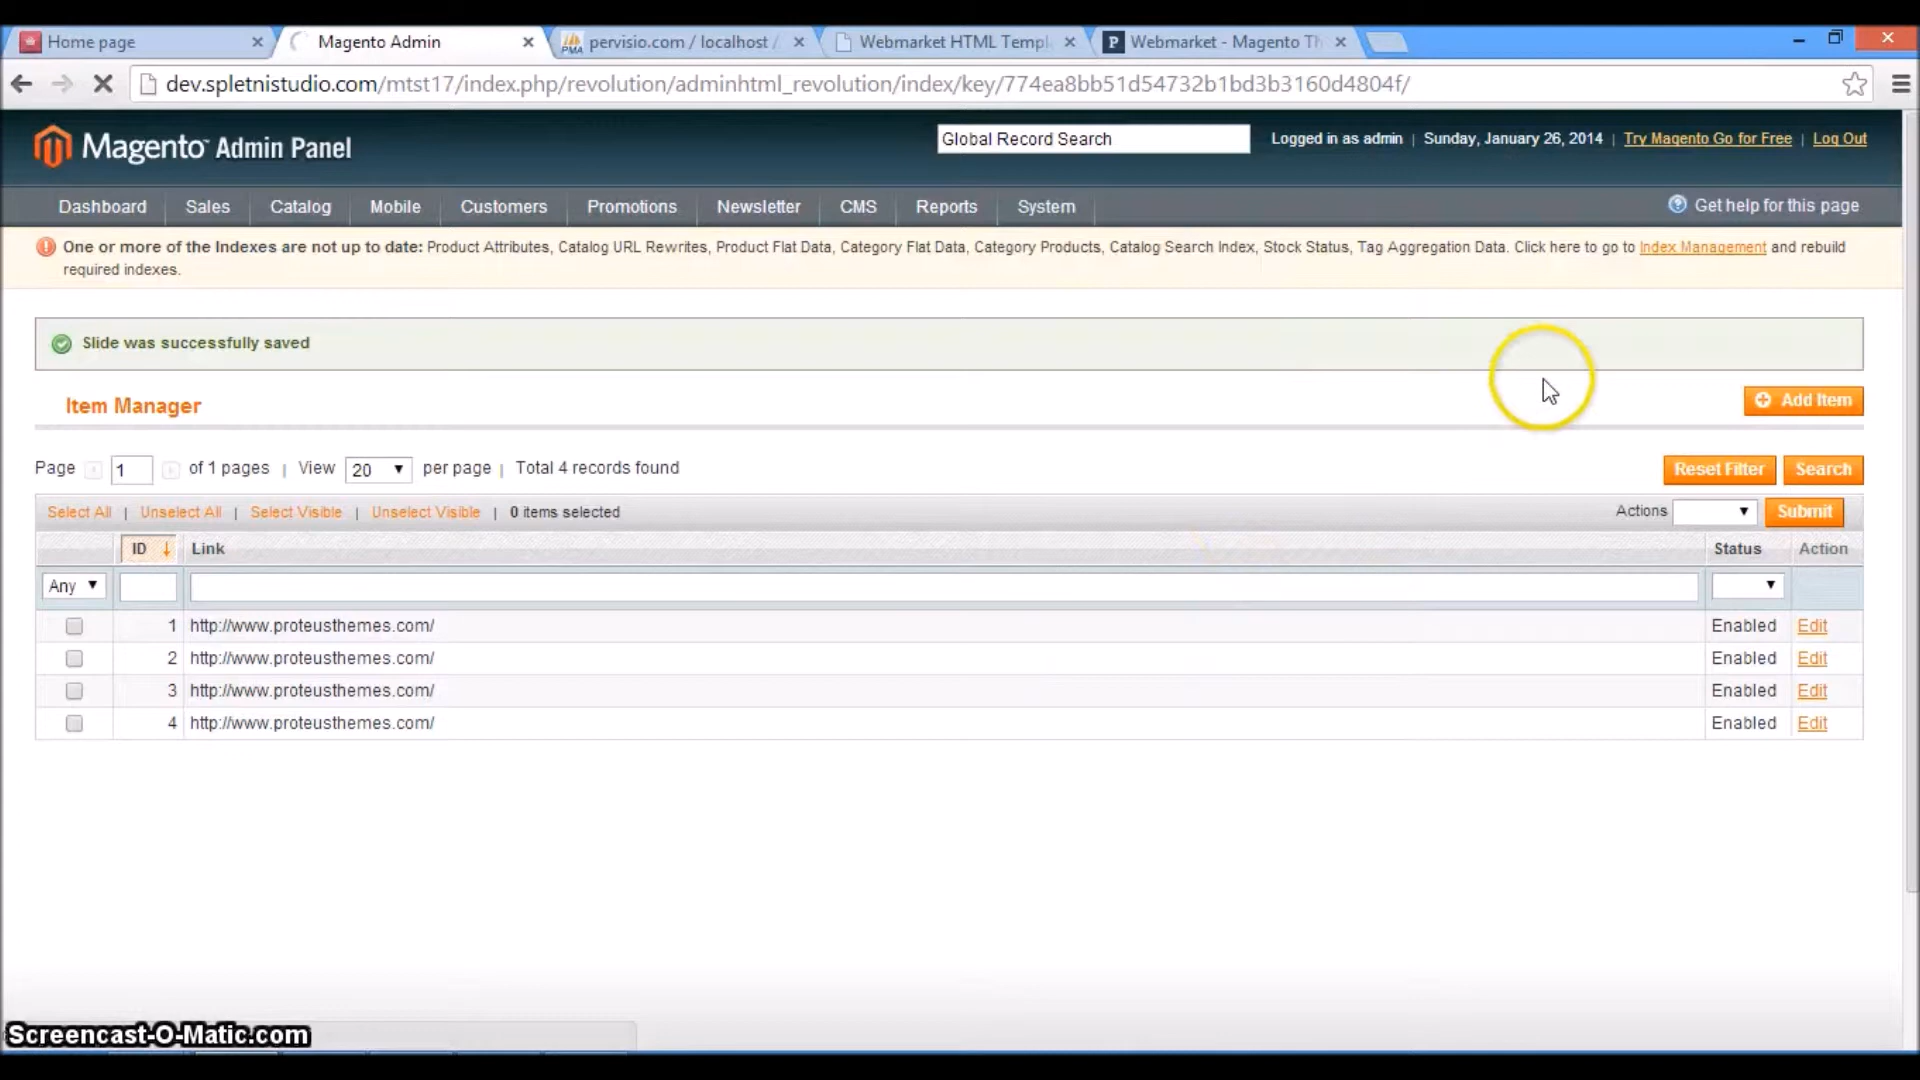 Home page
Magento Admin
PMA pervisio.com / localhost /
Webmarket HTML Templ
P Webmarket - Magento Th
dev.spletnistudio.com/mtst17/index.php/revolution/adminhtml_revolution/index/key/774ea8bb51d54732b1bd3b3160d4804f/
Magento™ Admin Panel
Global Record Search
Logged in as admin | Sunday, January 26, 2014 | Try Magento Go for Free | Log Out
Dashboard Sales Catalog Mobile Customers Promotions Newsletter CMS Reports System
Get help for this page
One or more of the Indexes are not up to date: Product Attributes, Catalog URL Rewrites, Product Flat Data, Category Flat Data, Category Products, Catalog Search Index, Stock Status, Tag Aggregation Data. Click here to go to Index Management and rebuild
required indexes.
Slide was successfully saved
Item Manager
Add Item
Page 1 of 1 pages | View 20 per page | Total 4 records found
Reset Filter Search
Select All | Unselect All | Select Visible | Unselect Visible | 0 items selected
Actions Submit
ID Link Status Action
Any
1 http://www.proteusthemes.com/ Enabled Edit
2 http://www.proteusthemes.com/ Enabled Edit
3 http://www.proteusthemes.com/ Enabled Edit
4 http://www.proteusthemes.com/ Enabled Edit
Screencast-O-Matic.com